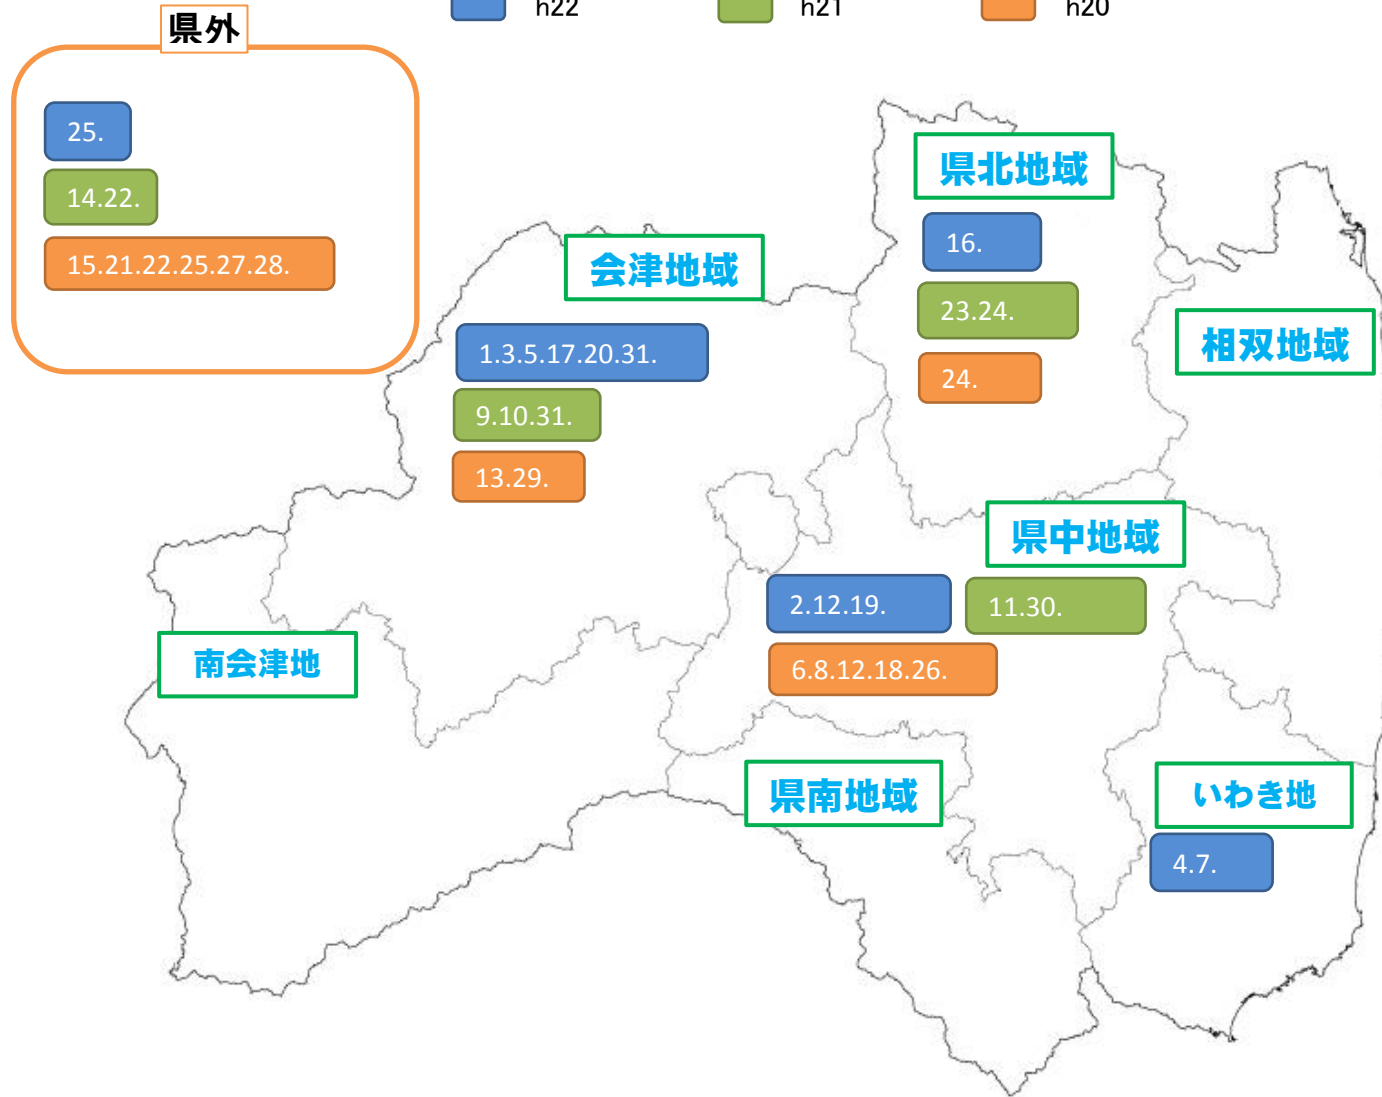 h22
h21
h20
県外
25.
14.22.
15.21.22.25.27.28.
県北地域
16.
23.24.
24.
会津地域
1.3.5.17.20.31.
9.10.31.
13.29.
相双地域
県中地域
2.12.19.
11.30.
6.8.12.18.26.
南会津地
県南地域
いわき地
4.7.